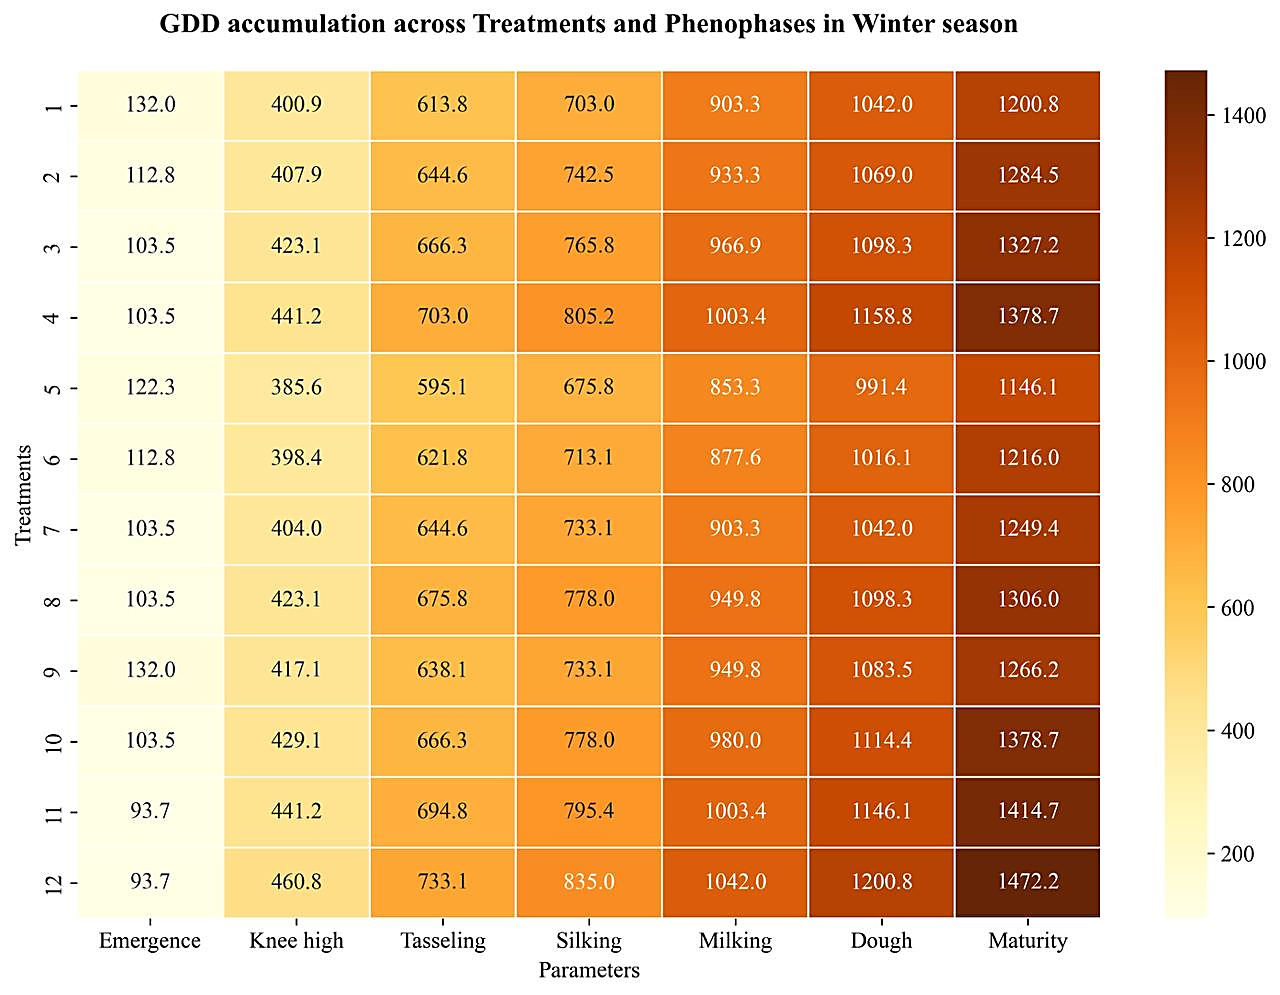 GDD accumulation across Treatments and Phenophases in Winter season
1 132.0 400.9 613.8 703.0 903.3 1042.0 1200.8
2 112.8 407.9 644.6 742.5 933.3 1069.0 1284.5
3 103.5 423.1 666.3 765.8 966.9 1098.3 1327.2
4 103.5 441.2 703.0 805.2 1003.4 1158.8 1378.7
5 122.3 385.6 595.1 675.8 853.3 991.4 1146.1
6 112.8 398.4 621.8 713.1 877.6 1016.1 1216.0
7 103.5 404.0 644.6 733.1 903.3 1042.0 1249.4
8 103.5 423.1 675.8 778.0 949.8 1098.3 1306.0
9 132.0 417.1 638.1 733.1 949.8 1083.5 1266.2
10 103.5 429.1 666.3 778.0 980.0 1114.4 1378.7
11 93.7 441.2 694.8 795.4 1003.4 1146.1 1414.7
12 93.7 460.8 733.1 835.0 1042.0 1200.8 1472.2
Treatments
Emergence Knee high Tasseling Silking Milking Dough Maturity
Parameters
1400
1200
1000
800
600
400
200